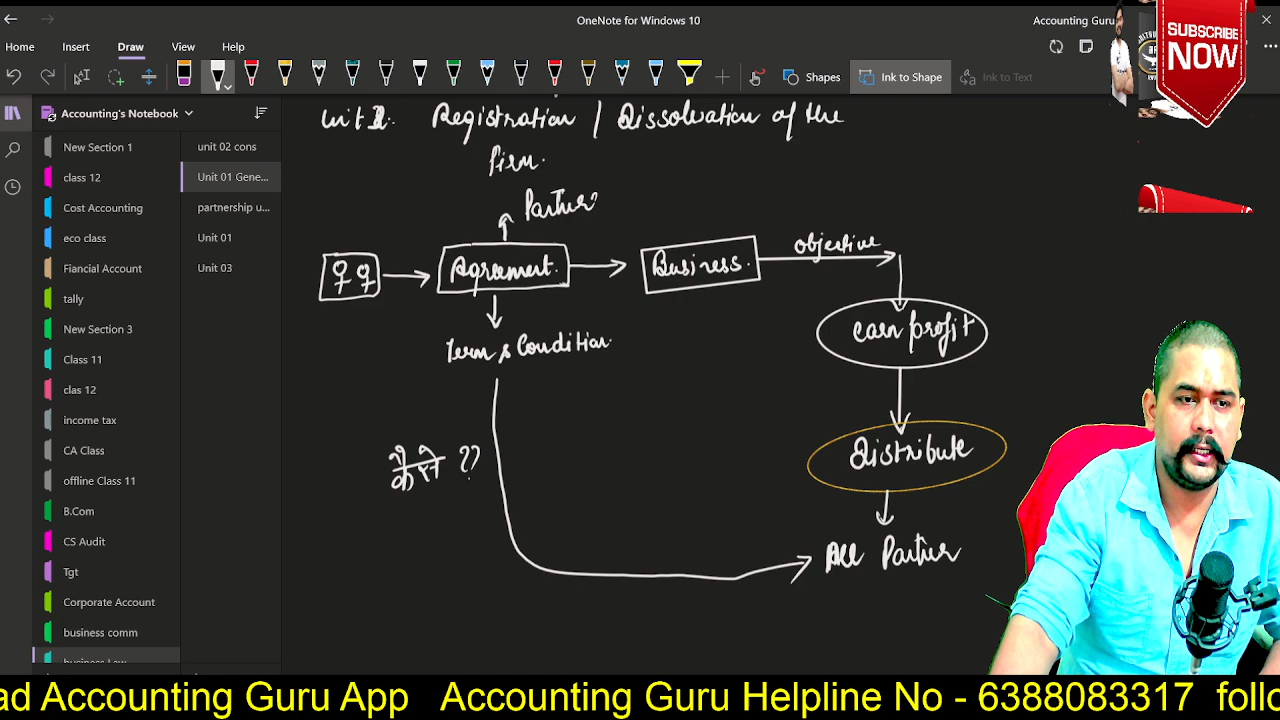 OneNote for Windows 10
Accounting Guru
SUBSCRIBE
NOW
Home Insert Draw View Help
Shapes Ink to Shape Ink to Text
Accounting's Notebook
New Section 1
class 12
Cost Accounting
eco class
Fiancial Account
tally
New Section 3
Class 11
clas 12
income tax
CA Class
offline Class 11
B.Com
CS Audit
Tgt
Corporate Account
business comm
business Law
unit 02 cons
Unit 01 Gene...
partnership u...
Unit 01
Unit 03
Registration / Dissolvation of the
firm.
Partner
Agreement. Business. objective
Term & Condition
earn profit
कैसे ??
Distribute
All Partner
ad Accounting Guru App Accounting Guru Helpline No - 6388083317 follo